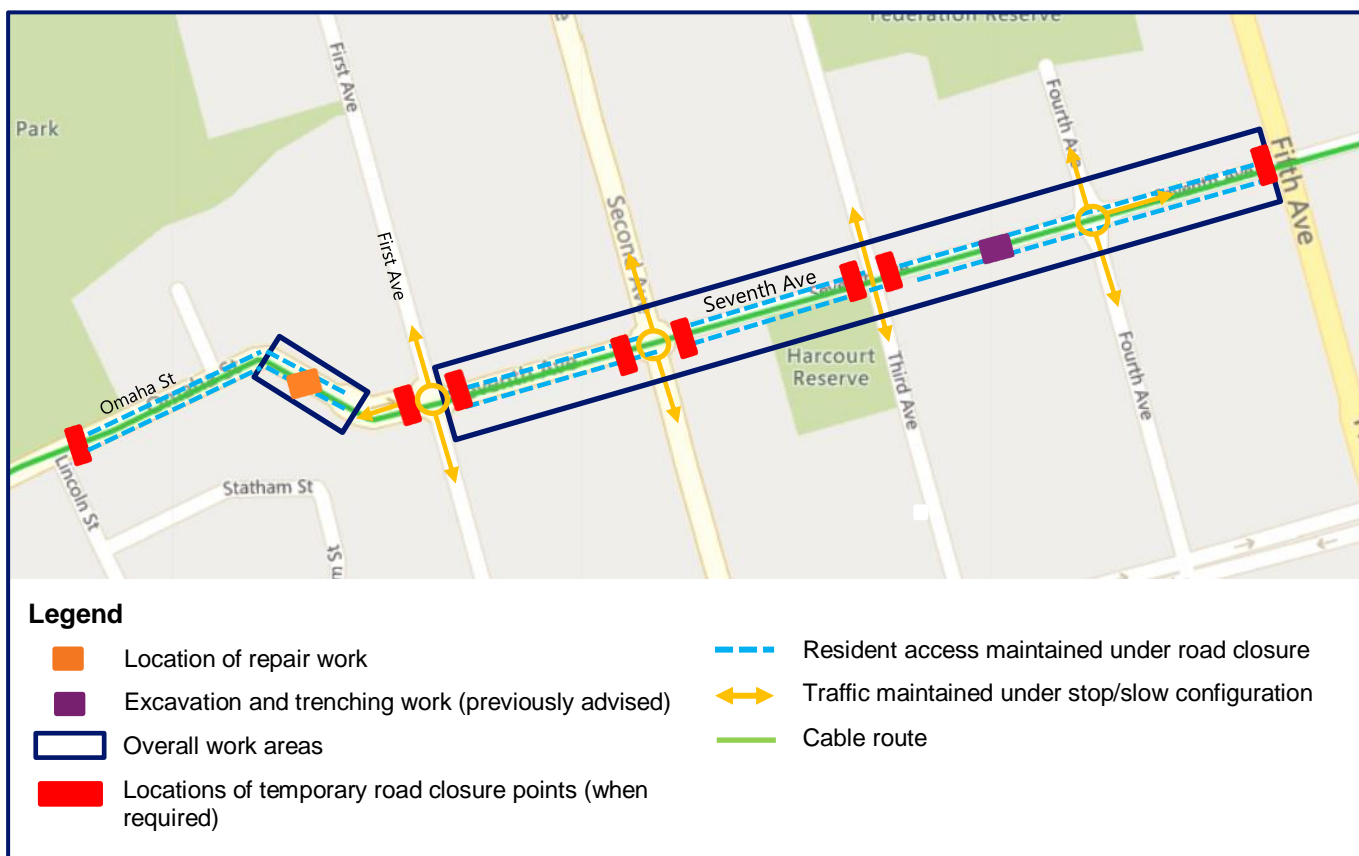 Federation Reserve
First Ave
Fourth Ave
Park
Fifth Ave
Seventh Ave
Second Av
First Ave
Seventh Ave
Omaha St
Harcourt
Reserve
Third Ave
Fourth Ave
Lincoln St
Statham St
m St
Legend
Location of repair work
Excavation and trenching work (previously advised)
Overall work areas
Locations of temporary road closure points (when
required)
Resident access maintained under road closure
Traffic maintained under stop/slow configuration
Cable route